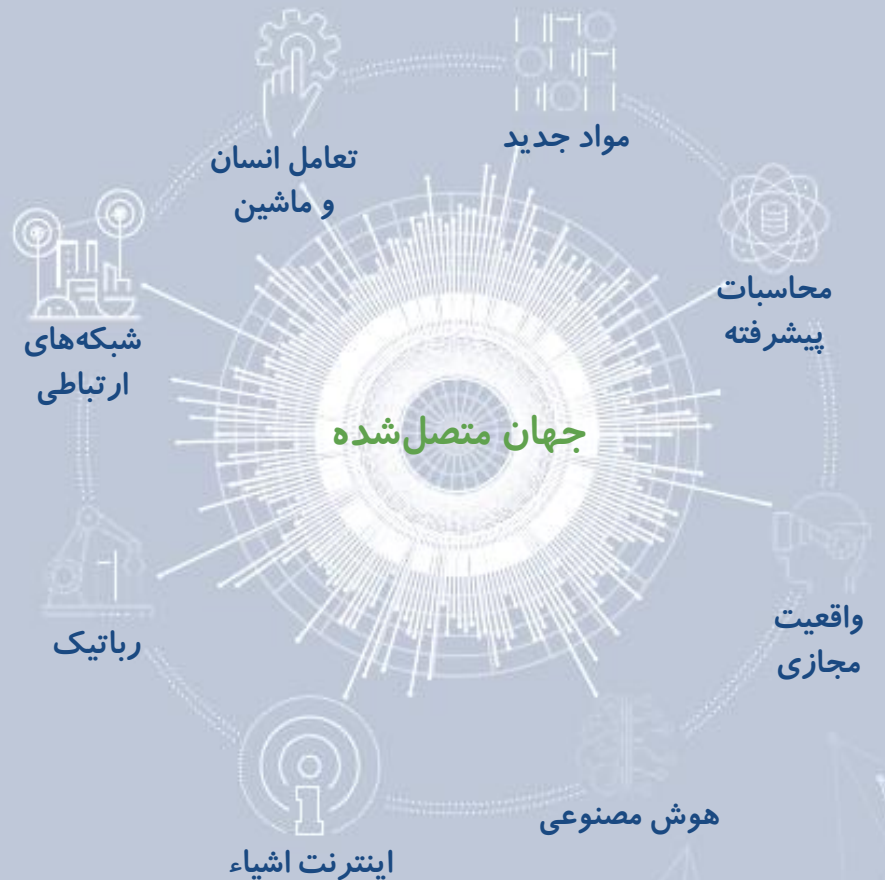 مواد جدید
تعامل انسان
و ماشین
محاسبات
پیشرفته
شبکه‌های
ارتباطی
جهان متصل‌شده
واقعیت
مجازی
رباتیک
هوش مصنوعی
اینترنت اشیاء